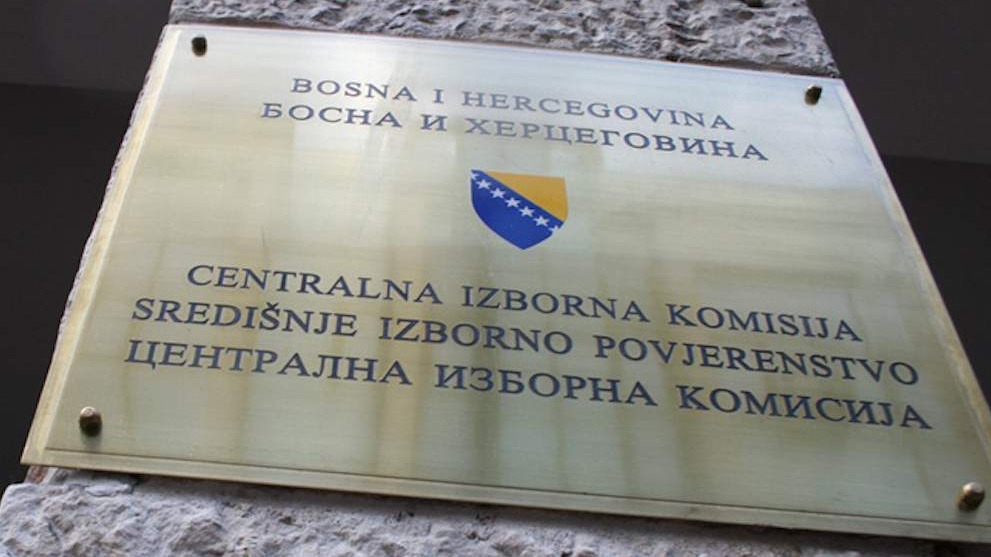 BOSNA I HERCEGOVINA
БОСНА И ХЕРЦЕГОВИНА
CENTRALNA IZBORNA KOMISIJA
SREDIŠNJE IZBORNO POVJERENSTVO
ЦЕНТРАЛНА ИЗБОРНА КОМИСИЈА